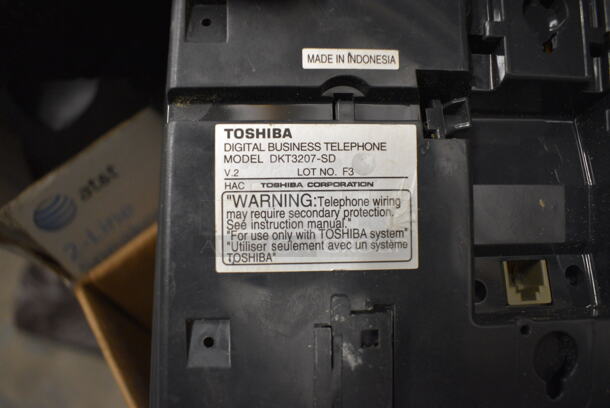 MADE IN INDONESIA
TOSHIBA
DIGITAL BUSINESS TELEPHONE
MODEL DKT3207-SD
V.2 LOT NO. F3
HAC TOSHIBA CORPORATION
"WARNING:Telephone wiring
may require secondary protection.
See instruction manual."
"For use only with TOSHIBA system"
"Utiliser seulement avec un système
TOSHIBA"
at&t
2-Line